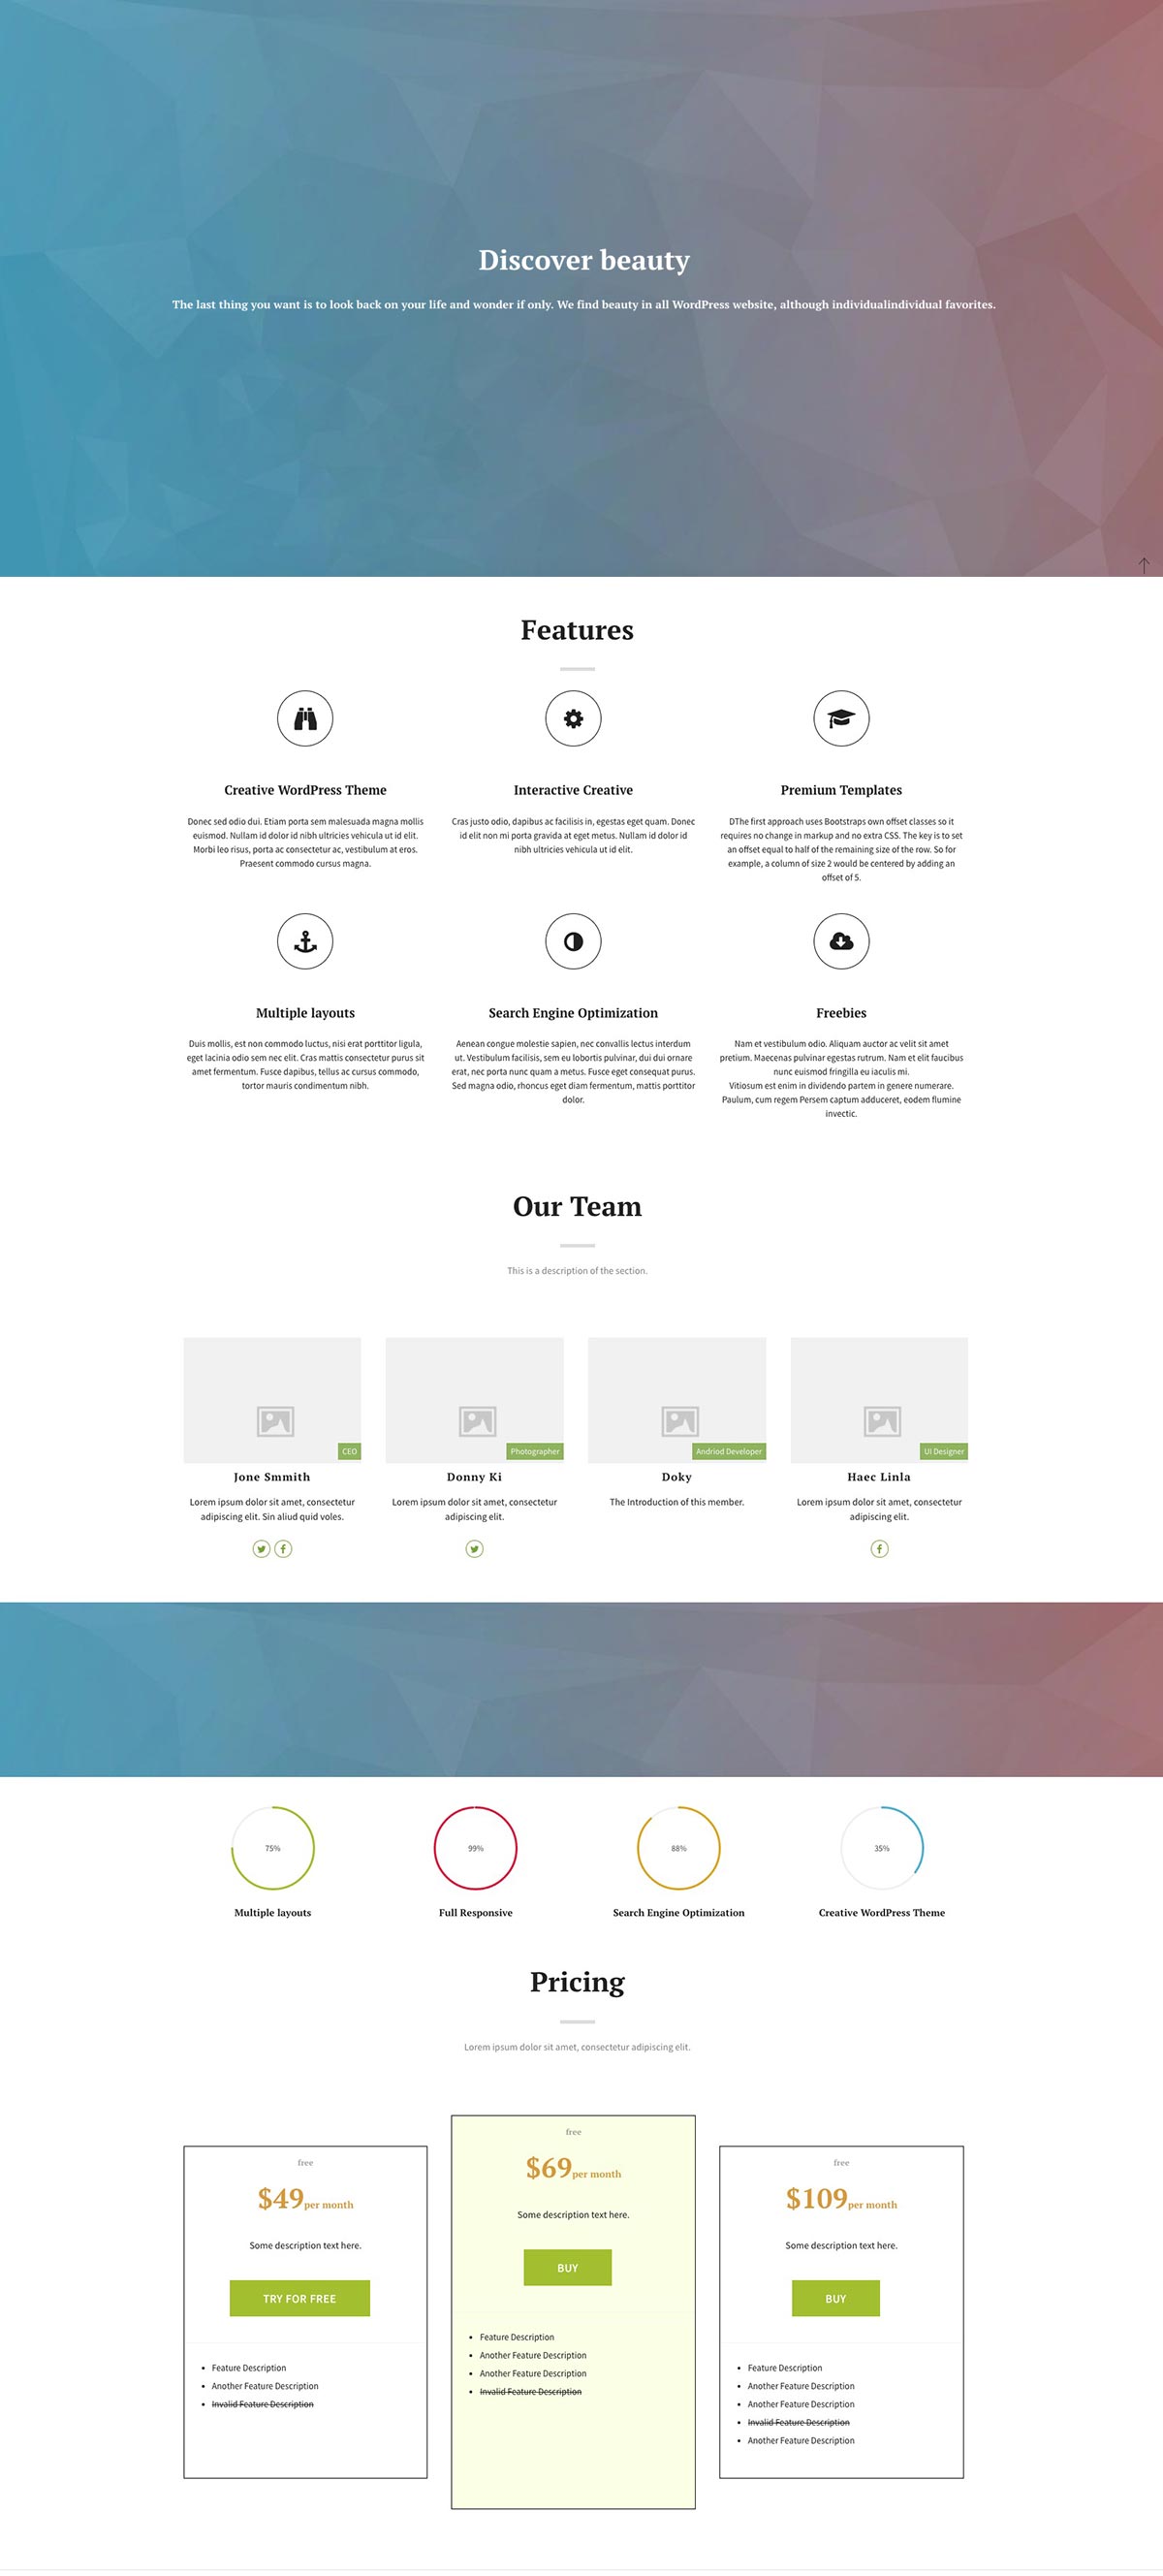 Discover beauty
The last thing you want is to look back on your life and wonder if only. We find beauty in all WordPress website, although individualindividual favorites.
Features
Creative WordPress Theme
Donec sed odio dui. Etiam porta sem malesuada magna mollis
euismod. Nullam id dolor id nibh ultricies vehicula ut id elit.
Morbi leo risus, porta ac consectetur ac, vestibulum at eros.
Praesent commodo cursus magna.
Interactive Creative
Cras justo odio, dapibus ac facilisis in, egestas eget quam. Donec
id elit non mi porta gravida at eget metus. Nullam id dolor id
nibh ultricies vehicula ut id elit.
Premium Templates
DThe first approach uses Bootstraps own offset classes so it
requires no change in markup and no extra CSS. The key is to set
an offset equal to half of the remaining size of the row. So for
example, a column of size 2 would be centered by adding an
offset of 5.
Multiple layouts
Duis mollis, est non commodo luctus, nisi erat porttitor ligula,
eget lacinia odio sem nec elit. Cras mattis consectetur purus sit
amet fermentum. Fusce dapibus, tellus ac cursus commodo,
tortor mauris condimentum nibh.
Search Engine Optimization
Aenean congue molestie sapien, nec convallis lectus interdum
ut. Vestibulum facilisis, sem eu lobortis pulvinar, dui dui ornare
erat, nec porta nunc quam a metus. Fusce eget consequat purus.
Sed magna odio, rhoncus eget diam fermentum, mattis porttitor
dolor.
Freebies
Nam et vestibulum odio. Aliquam auctor ac velit sit amet
pretium. Maecenas pulvinar egestas rutrum. Nam et elit faucibus
nunc euismod fringilla eu iaculis mi.
Vitiosum est enim in dividendo partem in genere numerare.
Paulum, cum regem Persem captum adduceret, eodem flumine
invectic.
Our Team
This is a description of the section.
CEO
Jone Smmith
Lorem ipsum dolor sit amet, consectetur
adipiscing elit. Sin aliud quid voles.
Photographer
Donny Ki
Lorem ipsum dolor sit amet, consectetur
adipiscing elit.
Andriod Developer
Doky
The Introduction of this member.
UI Designer
Haec Linla
Lorem ipsum dolor sit amet, consectetur
adipiscing elit.
75%
Multiple layouts
99%
Full Responsive
88%
Search Engine Optimization
35%
Creative WordPress Theme
Pricing
Lorem ipsum dolor sit amet, consectetur adipiscing elit.
free
$49per month
Some description text here.
TRY FOR FREE
Feature Description
Another Feature Description
Invalid Feature Description
free
$69per month
Some description text here.
BUY
Feature Description
Another Feature Description
Another Feature Description
Invalid Feature Description
free
$109per month
Some description text here.
BUY
Feature Description
Another Feature Description
Another Feature Description
Invalid Feature Description
Another Feature Description